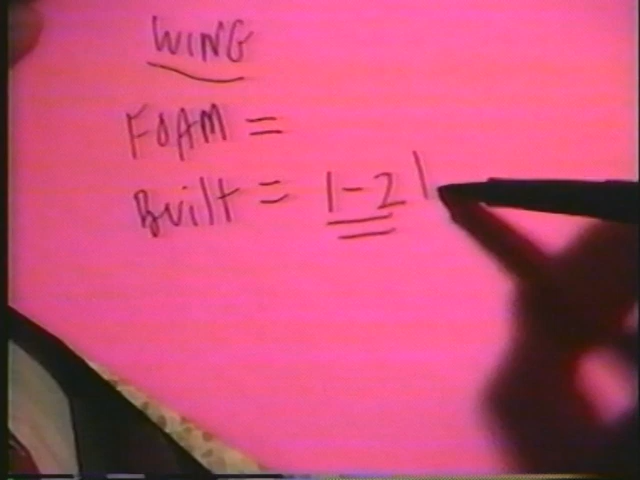 WING
FOAM =
Built = 1-2 |